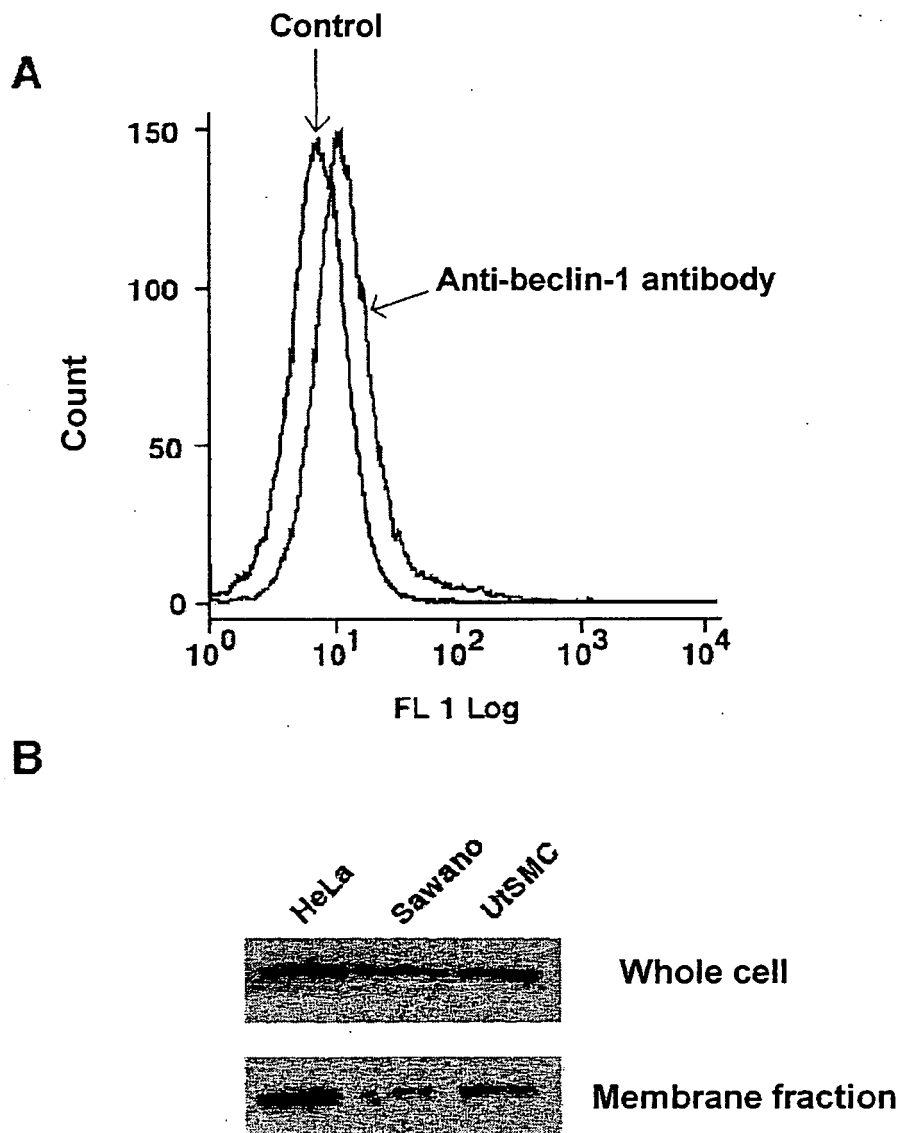 Control
A
150
100
50
0
Count
Anti-beclin-1 antibody
10^0 10^1 10^2 10^3 10^4
FL 1 Log
B
HeLa Sawano UtSMC
Whole cell
Membrane fraction